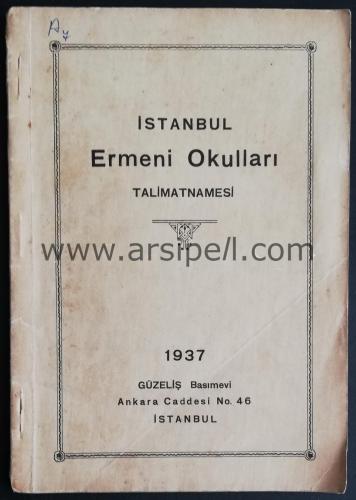 A7
İSTANBUL
Ermeni Okulları
TALİMATNAMESİ
www.arsipell.com
1937
GÜZELİŞ Basımevi
Ankara Caddesi No. 46
İSTANBUL